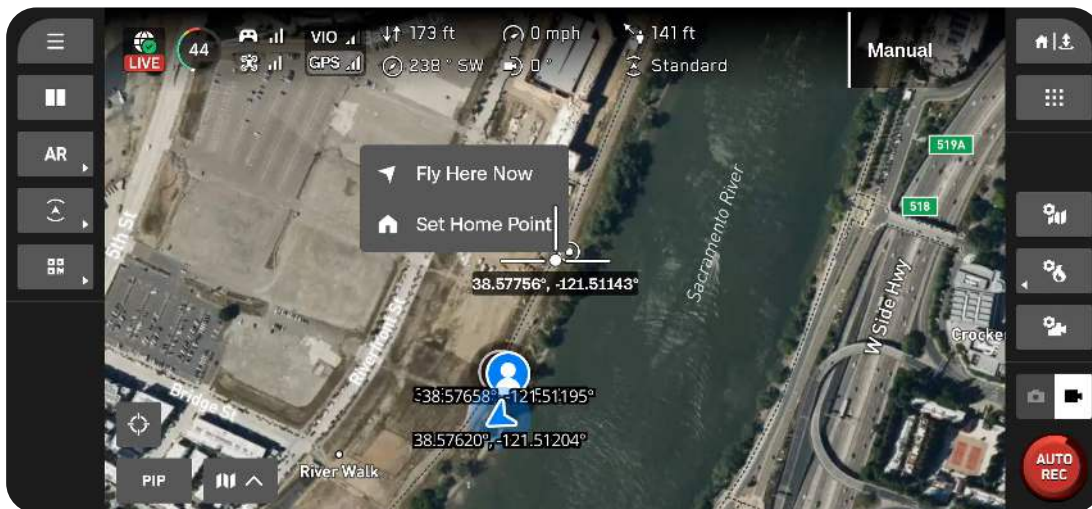 44
LIVE
VIO
GPS
173 ft
238° SW
0 mph
0°
141 ft
Standard
Manual
AR
Fly Here Now
Set Home Point
38.57756°, -121.51143°
38.57658°, -121.51195°
38.57620°, -121.51204°
5th St
Riverfront St
Bridge St
River Walk
Sacramento River
W Side Hwy
519A
518
Crocke
PIP
AUTO
REC